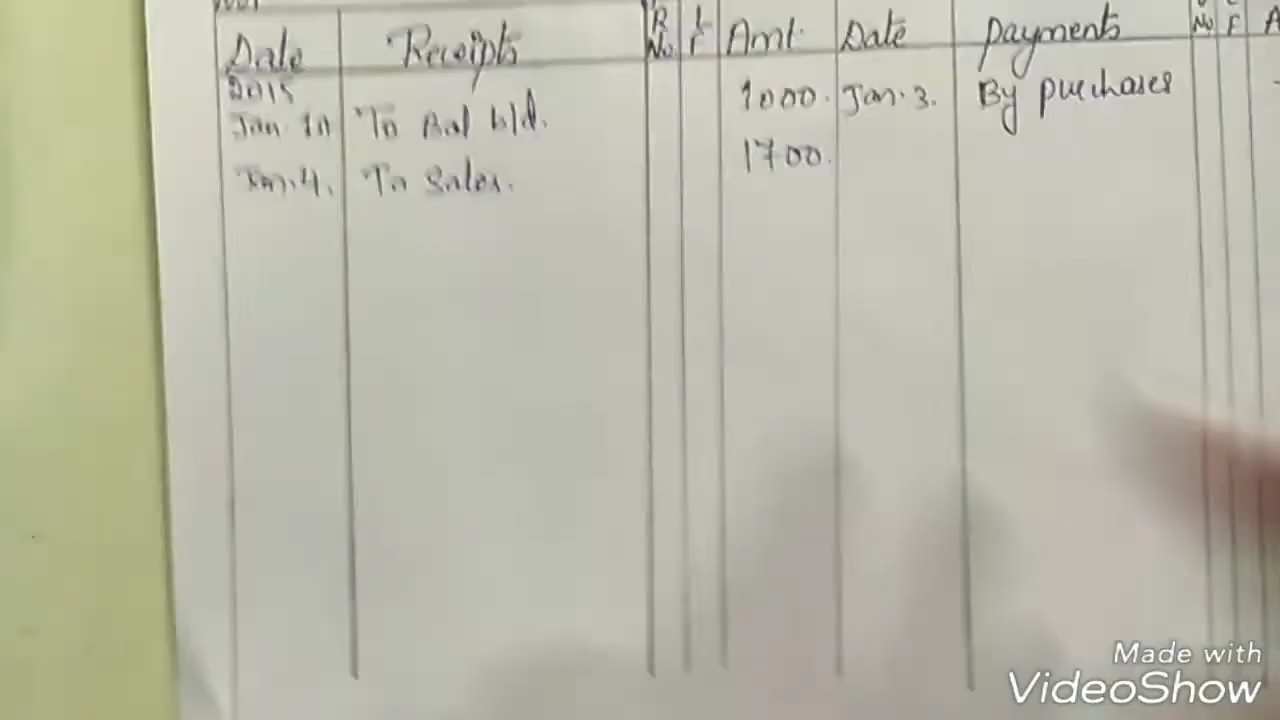 Date Receipts R No L F Amt. Date Payments No F A
2015
Jan. 1 To Bal b/d. 1000. Jan. 3. By purchases
Jan. 4. To Sales. 1700.
Made with
VideoShow